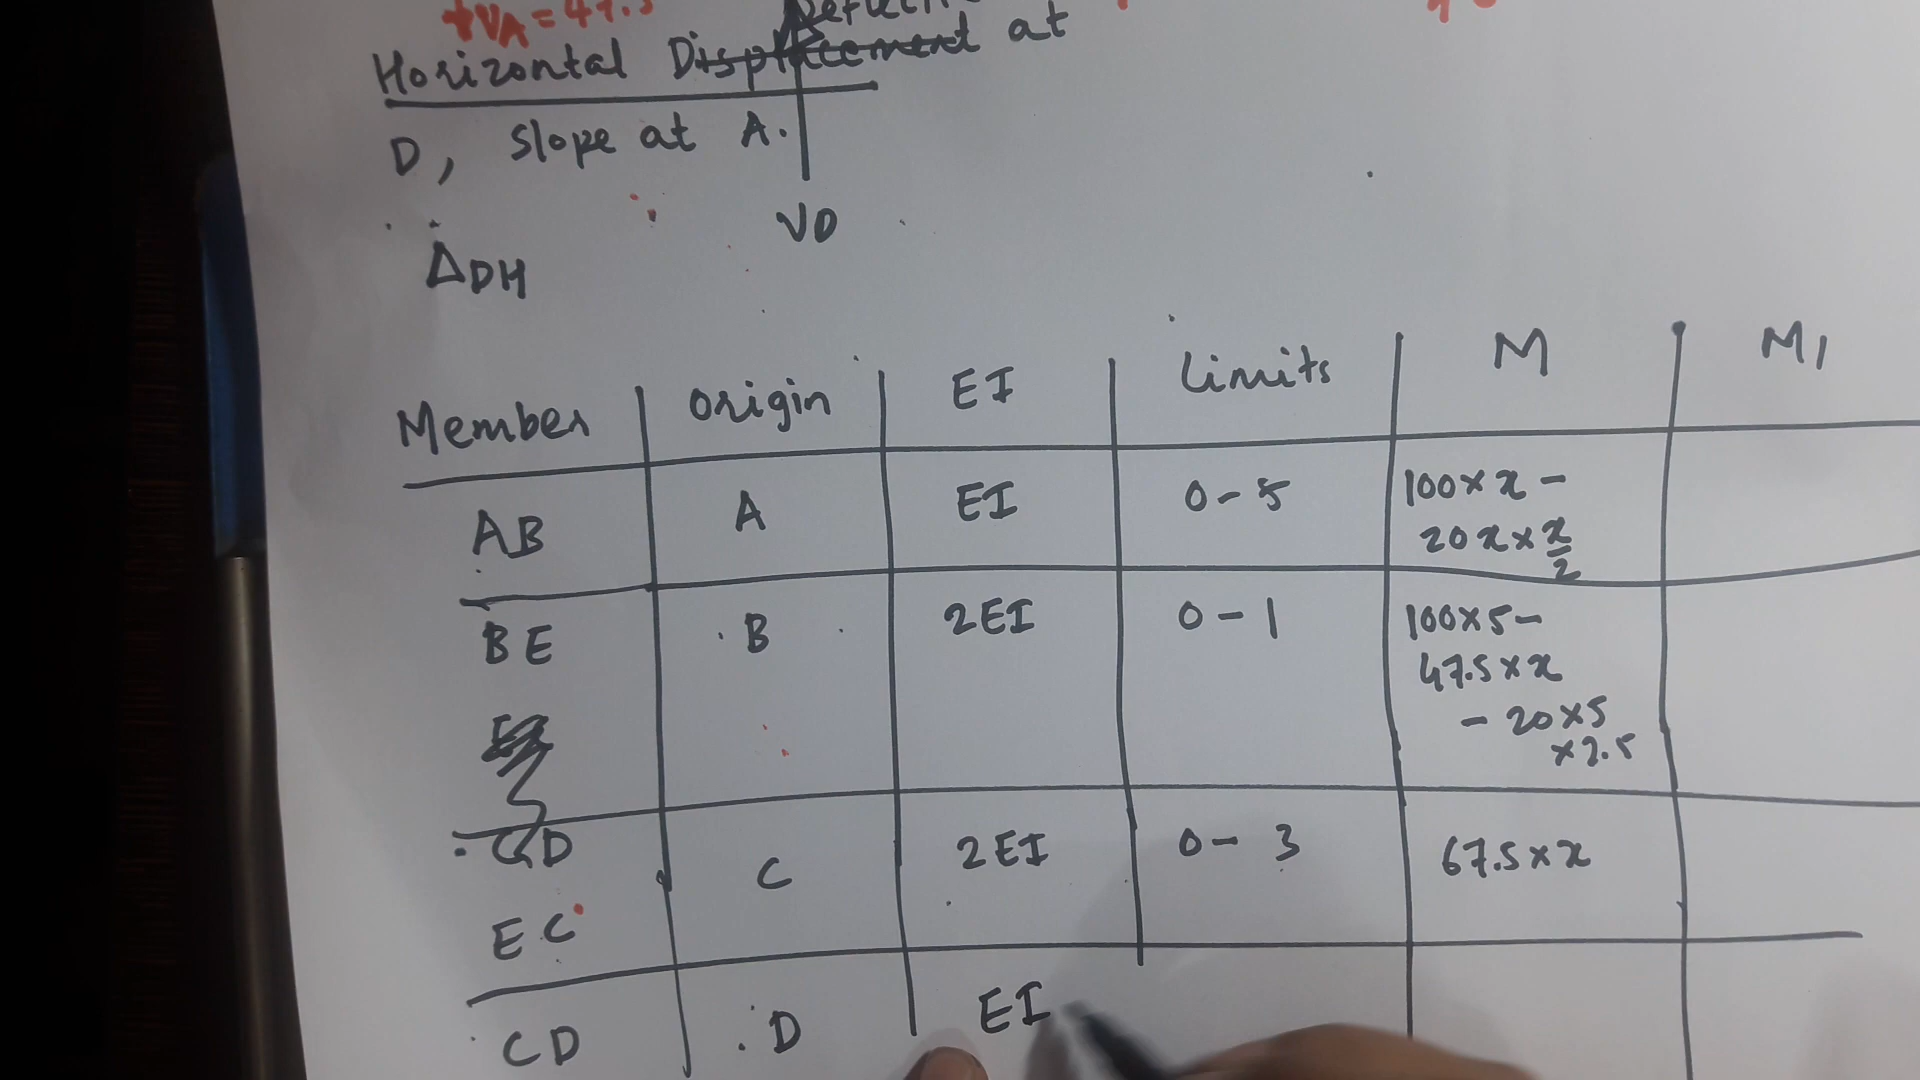 +VA = 47.5
Horizontal Displacement at
D, Slope at A.
VD
ΔDH
Member | origin | EI | Limits | M | M1
AB | A | EI | 0 - 5 | 100 × x -
20x × x/2
BE | B | 2EI | 0 - 1 | 100×5 -
47.5 × x
- 20 ×5
×2.5
CD | C | 2EI | 0 - 3 | 67.5 × x
EC
CD | D | EI